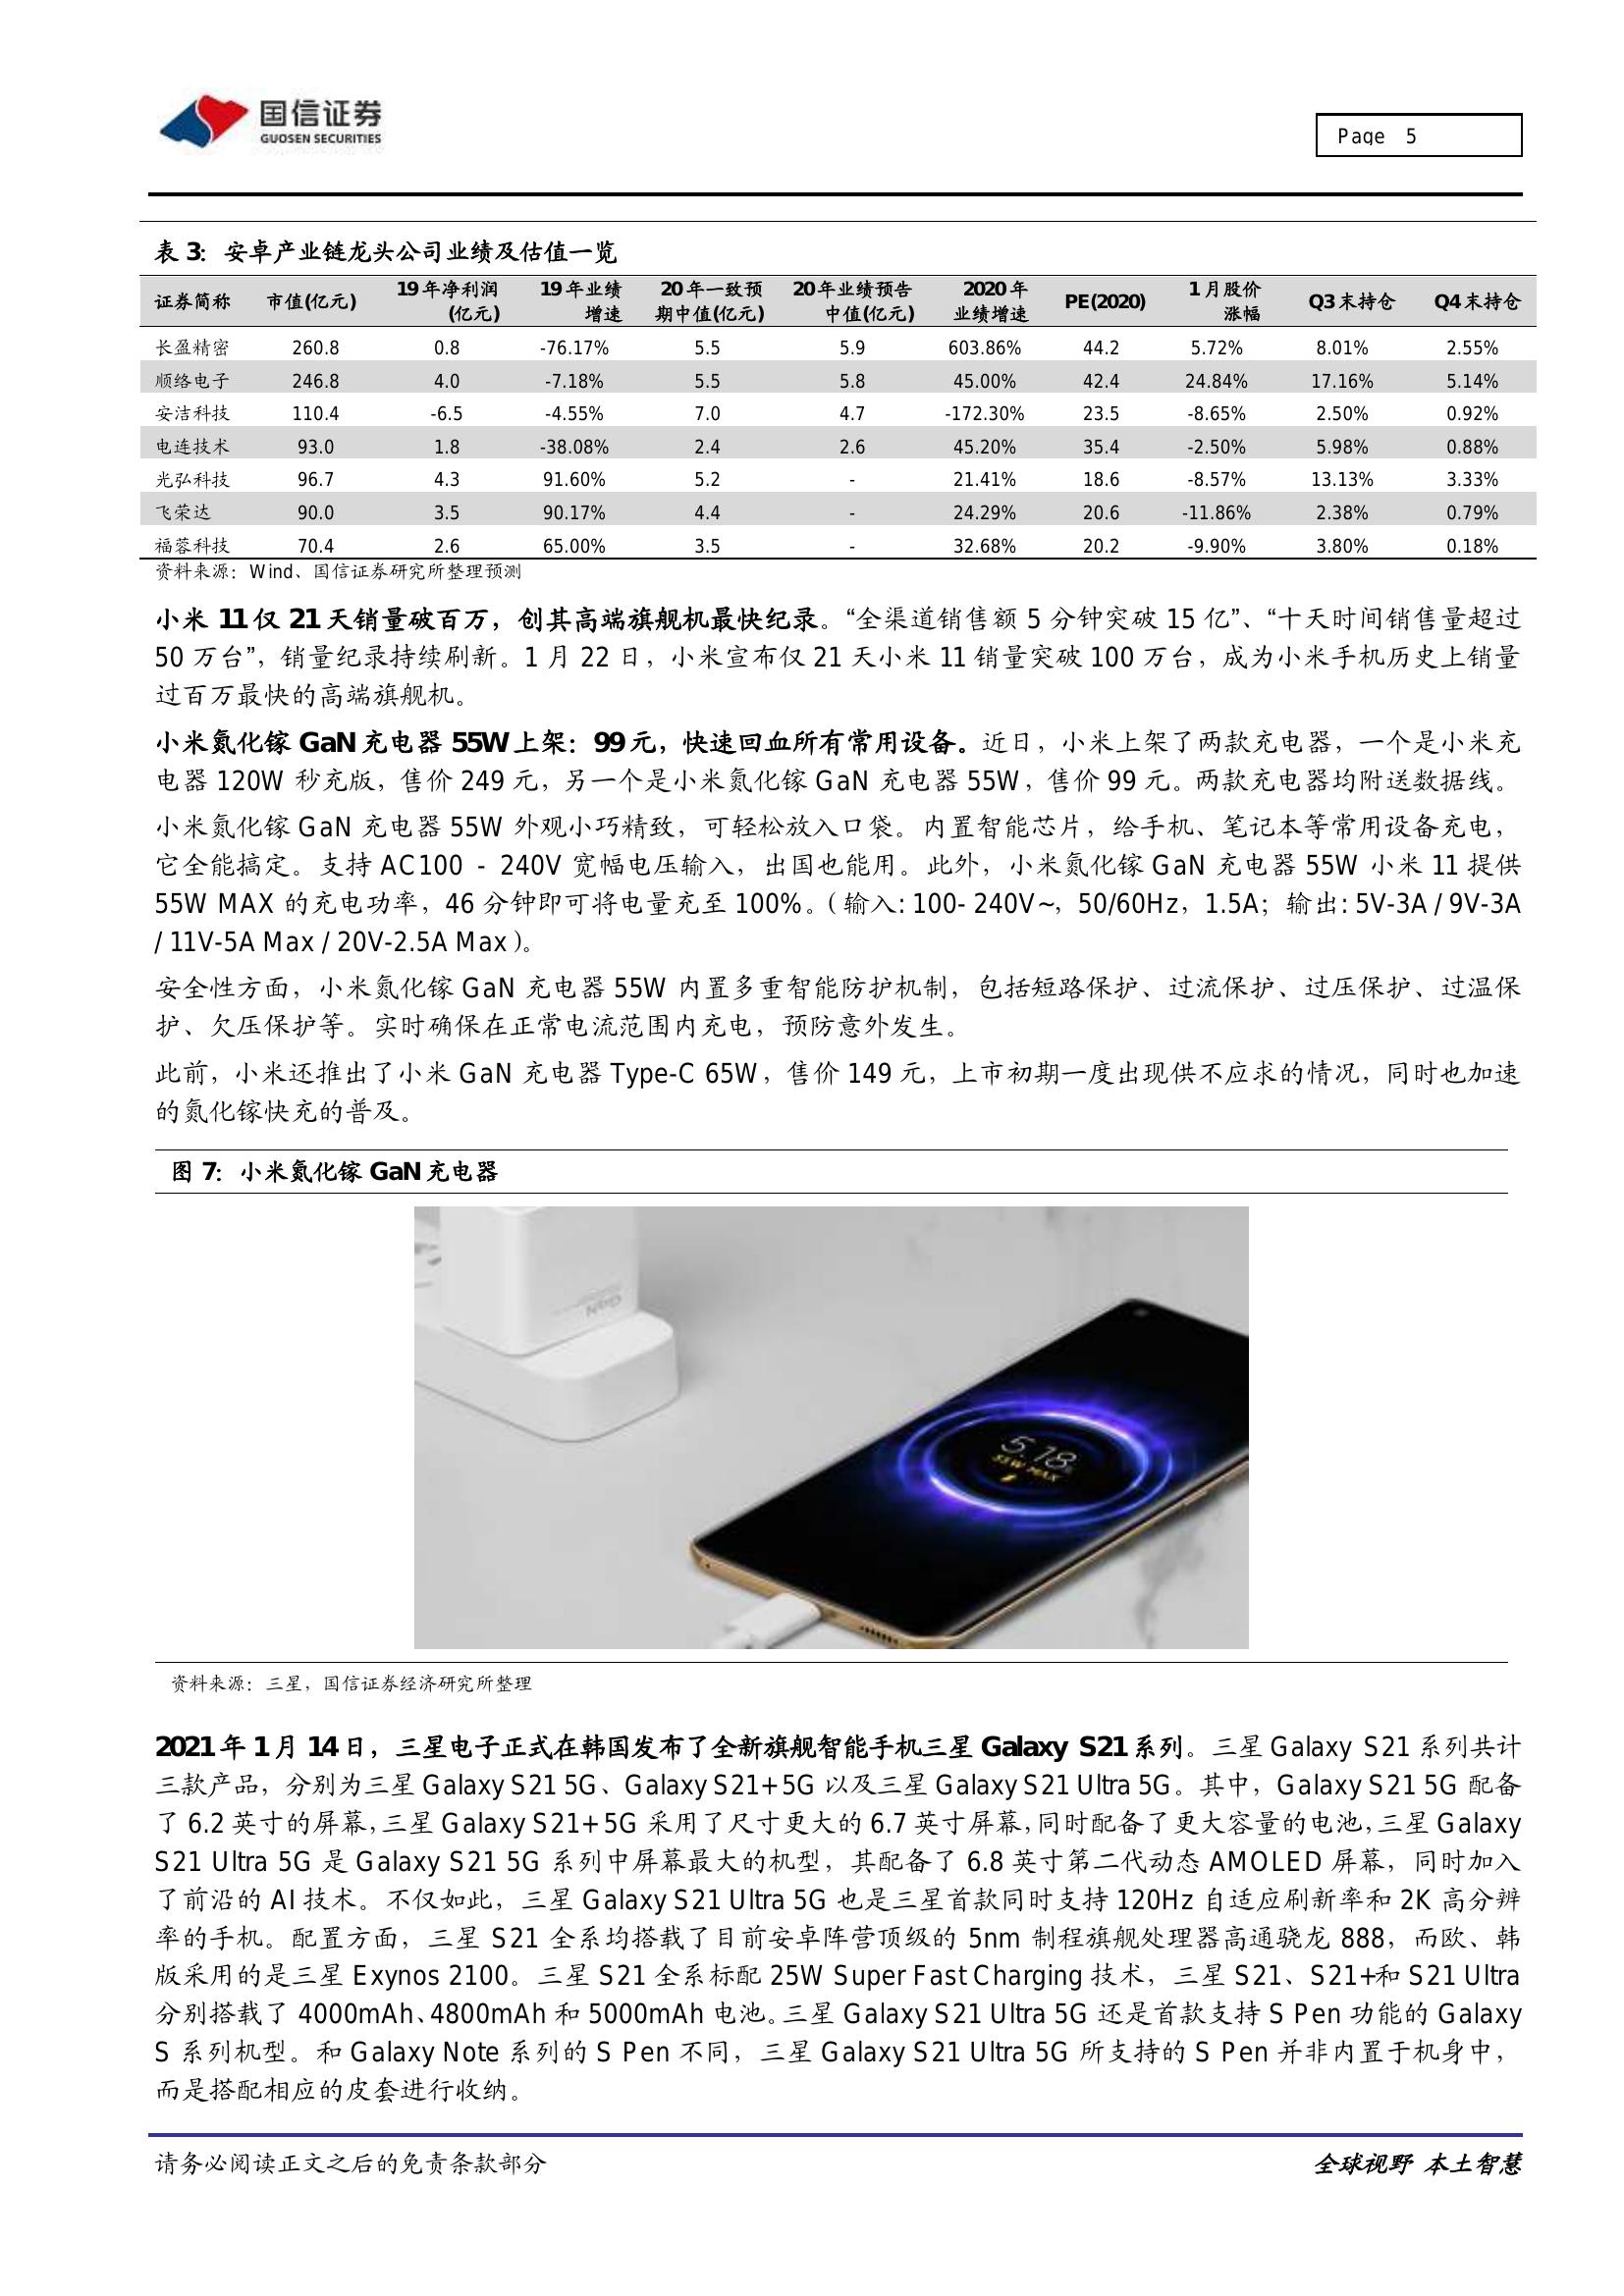 国信证券
GUOSEN SECURITIES
Page 5
表 3：安卓产业链龙头公司业绩及估值一览
证券简称 市值(亿元) 19 年净利润(亿元) 19 年业绩增速 20 年一致预期中值(亿元) 20 年业绩预告中值(亿元) 2020 年业绩增速 PE(2020) 1 月股价涨幅 Q3 末持仓 Q4 末持仓
长盈精密 260.8 0.8 -76.17% 5.5 5.9 603.86% 44.2 5.72% 8.01% 2.55%
顺络电子 246.8 4.0 -7.18% 5.5 5.8 45.00% 42.4 24.84% 17.16% 5.14%
安洁科技 110.4 -6.5 -4.55% 7.0 4.7 -172.30% 23.5 -8.65% 2.50% 0.92%
电连技术 93.0 1.8 -38.08% 2.4 2.6 45.20% 35.4 -2.50% 5.98% 0.88%
光弘科技 96.7 4.3 91.60% 5.2 - 21.41% 18.6 -8.57% 13.13% 3.33%
飞荣达 90.0 3.5 90.17% 4.4 - 24.29% 20.6 -11.86% 2.38% 0.79%
福蓉科技 70.4 2.6 65.00% 3.5 - 32.68% 20.2 -9.90% 3.80% 0.18%
资料来源：Wind、国信证券研究所整理预测
小米 11 仅 21 天销量破百万，创其高端旗舰机最快纪录。“全渠道销售额 5 分钟突破 15 亿”、“十天时间销售量超过
50 万台”，销量纪录持续刷新。1 月 22 日，小米宣布仅 21 天小米 11 销量突破 100 万台，成为小米手机历史上销量
过百万最快的高端旗舰机。
小米氮化镓 GaN 充电器 55W 上架：99 元，快速回血所有常用设备。近日，小米上架了两款充电器，一个是小米充
电器 120W 秒充版，售价 249 元，另一个是小米氮化镓 GaN 充电器 55W，售价 99 元。两款充电器均附送数据线。
小米氮化镓 GaN 充电器 55W 外观小巧精致，可轻松放入口袋。内置智能芯片，给手机、笔记本等常用设备充电，
它全能搞定。支持 AC100 - 240V 宽幅电压输入，出国也能用。此外，小米氮化镓 GaN 充电器 55W 小米 11 提供
55W MAX 的充电功率，46 分钟即可将电量充至 100%。（输入: 100- 240V~，50/60Hz，1.5A；输出: 5V-3A / 9V-3A
/ 11V-5A Max / 20V-2.5A Max）。
安全性方面，小米氮化镓 GaN 充电器 55W 内置多重智能防护机制，包括短路保护、过流保护、过压保护、过温保
护、欠压保护等。实时确保在正常电流范围内充电，预防意外发生。
此前，小米还推出了小米 GaN 充电器 Type-C 65W，售价 149 元，上市初期一度出现供不应求的情况，同时也加速
的氮化镓快充的普及。
图 7：小米氮化镓 GaN 充电器
GaN
5.18%
55W MAX
资料来源：三星，国信证券经济研究所整理
2021 年 1 月 14 日，三星电子正式在韩国发布了全新旗舰智能手机三星 Galaxy S21 系列。三星 Galaxy S21 系列共计
三款产品，分别为三星 Galaxy S21 5G、Galaxy S21+ 5G 以及三星 Galaxy S21 Ultra 5G。其中，Galaxy S21 5G 配备
了 6.2 英寸的屏幕，三星 Galaxy S21+ 5G 采用了尺寸更大的 6.7 英寸屏幕，同时配备了更大容量的电池，三星 Galaxy
S21 Ultra 5G 是 Galaxy S21 5G 系列中屏幕最大的机型，其配备了 6.8 英寸第二代动态 AMOLED 屏幕，同时加入
了前沿的 AI 技术。不仅如此，三星 Galaxy S21 Ultra 5G 也是三星首款同时支持 120Hz 自适应刷新率和 2K 高分辨
率的手机。配置方面，三星 S21 全系均搭载了目前安卓阵营顶级的 5nm 制程旗舰处理器高通骁龙 888，而欧、韩
版采用的是三星 Exynos 2100。三星 S21 全系标配 25W Super Fast Charging 技术，三星 S21、S21+和 S21 Ultra
分别搭载了 4000mAh、4800mAh 和 5000mAh 电池。三星 Galaxy S21 Ultra 5G 还是首款支持 S Pen 功能的 Galaxy
S 系列机型。和 Galaxy Note 系列的 S Pen 不同，三星 Galaxy S21 Ultra 5G 所支持的 S Pen 并非内置于机身中，
而是搭配相应的皮套进行收纳。
请务必阅读正文之后的免责条款部分
全球视野 本土智慧